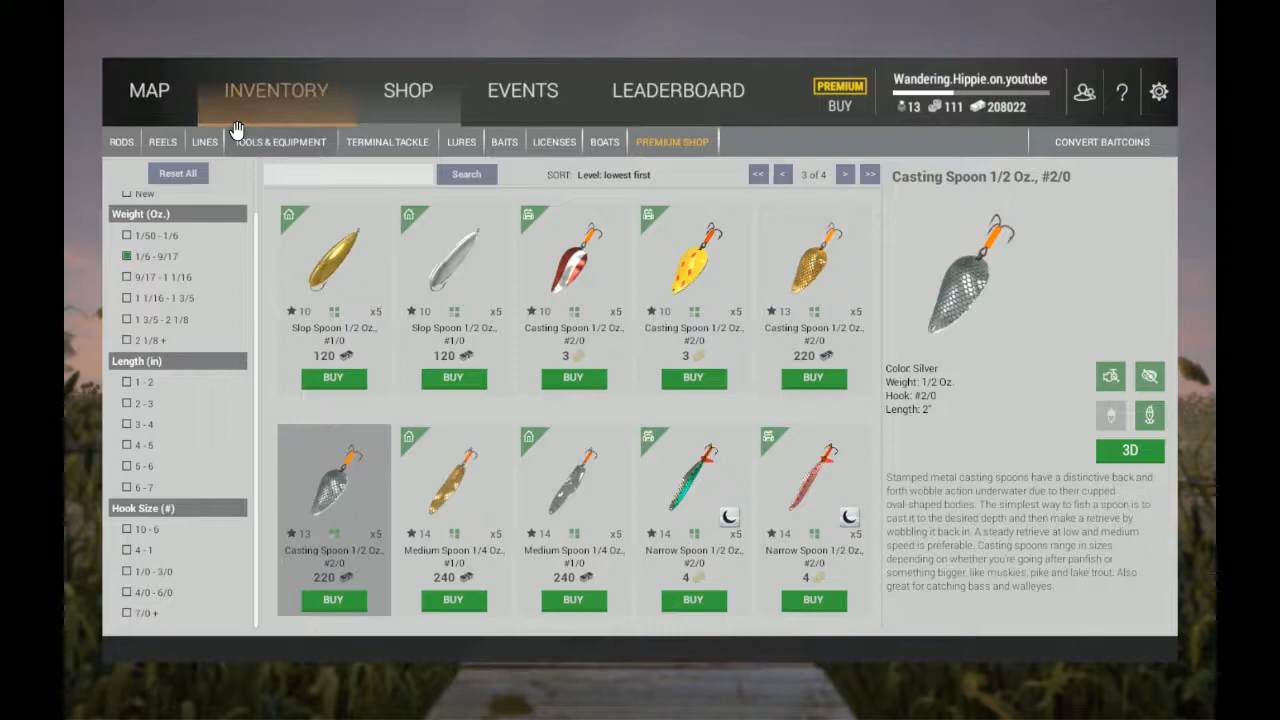 MAP INVENTORY SHOP EVENTS LEADERBOARD
PREMIUM
BUY
Wandering.Hippie.on.youtube
13 111 208022
?
RODS REELS LINES TOOLS & EQUIPMENT TERMINAL TACKLE LURES BAITS LICENSES BOATS PREMIUM SHOP CONVERT BAITCOINS
Reset All
New
Weight (Oz.)
1/50 - 1/6
1/6 - 9/17
9/17 - 1 1/16
1 1/16 - 1 3/5
1 3/5 - 2 1/8
2 1/8 +
Length (in)
1 - 2
2 - 3
3 - 4
4 - 5
5 - 6
6 - 7
Hook Size (#)
10 - 6
4 - 1
1/0 - 3/0
4/0 - 6/0
7/0 +
Search SORT: Level: lowest first << < 3 of 4 > >>
10 x5
Slop Spoon 1/2 Oz.,
#1/0
120
BUY
10 x5
Slop Spoon 1/2 Oz.,
#1/0
120
BUY
10 x5
Casting Spoon 1/2 Oz.,
#2/0
3
BUY
10 x5
Casting Spoon 1/2 Oz.,
#2/0
3
BUY
13 x5
Casting Spoon 1/2 Oz.,
#2/0
220
BUY
13 x5
Casting Spoon 1/2 Oz.,
#2/0
220
BUY
14 x5
Medium Spoon 1/4 Oz.,
#1/0
240
BUY
14 x5
Medium Spoon 1/4 Oz.,
#1/0
240
BUY
14 x5
Narrow Spoon 1/2 Oz.,
#2/0
4
BUY
14 x5
Narrow Spoon 1/2 Oz.,
#2/0
4
BUY
Casting Spoon 1/2 Oz., #2/0
Color: Silver
Weight: 1/2 Oz.
Hook: #2/0
Length: 2"
3D
Stamped metal casting spoons have a distinctive back and
forth wobble action underwater due to their cupped
oval-shaped bodies. The simplest way to fish a spoon is to
cast it to the desired depth and then make a retrieve by
wobbling it back in. A steady retrieve at low and medium
speed is preferable. Casting spoons range in sizes
depending on whether you're going after panfish or
something bigger, like muskies, pike and lake trout. Also
great for catching bass and walleyes.